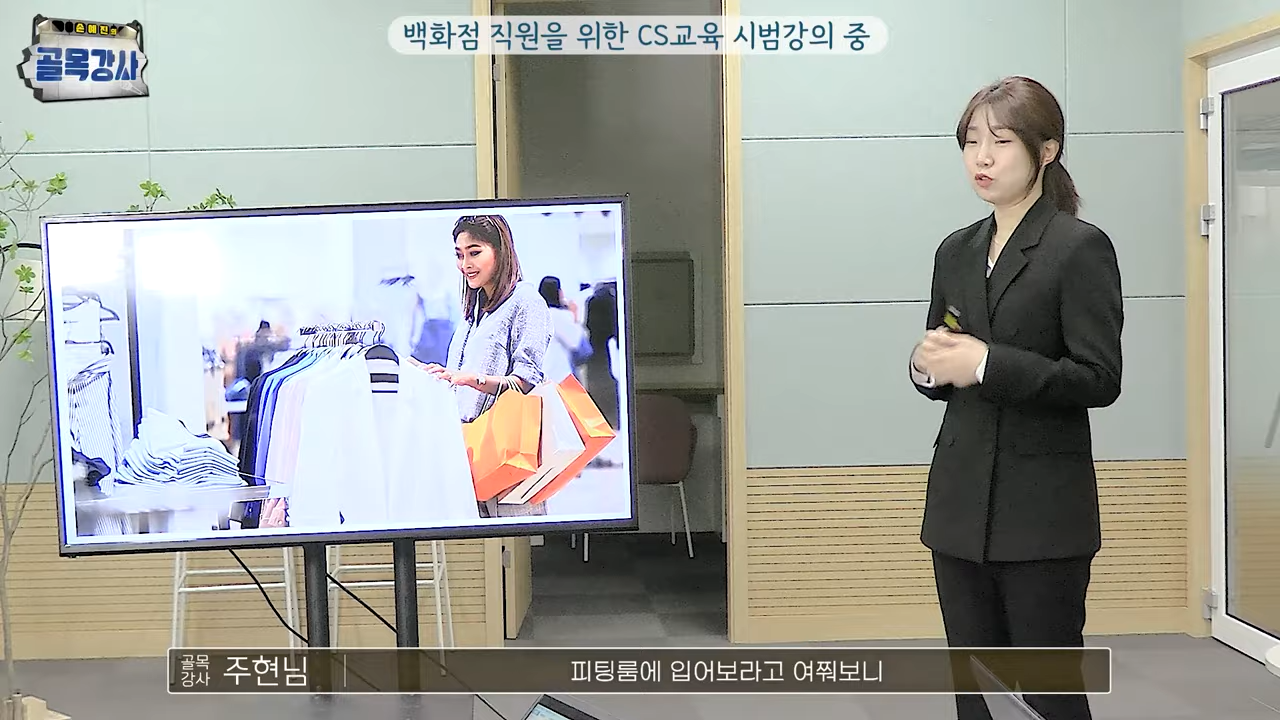 손예진의
골목강사
백화점 직원을 위한 CS교육 시범강의 중
골목
강사
주현님
피팅룸에 입어보라고 여쭤보니